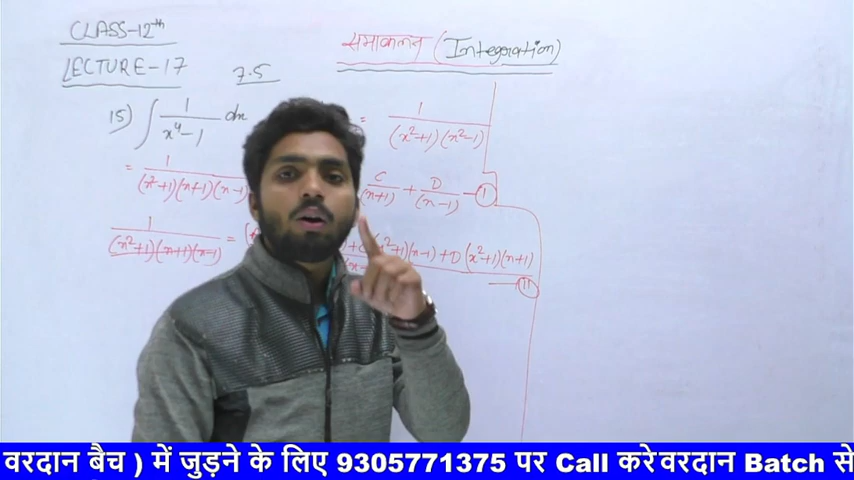 CLASS-12th
समाकलन (Integeration)
LECTURE-17 7.5
15) ∫ 1/(x⁴-1) dx = 1/((x²+1)(x²-1))
= 1/((x²+1)(x+1)(x-1)) C/(x+1) + D/(x-1) —(I)
1/((x²+1)(x+1)(x-1)) = (x²+1)(x-1) + D(x²+1)(x+1) —(II)
वरदान बैच ) में जुड़ने के लिए 9305771375 पर Call करे वरदान Batch से